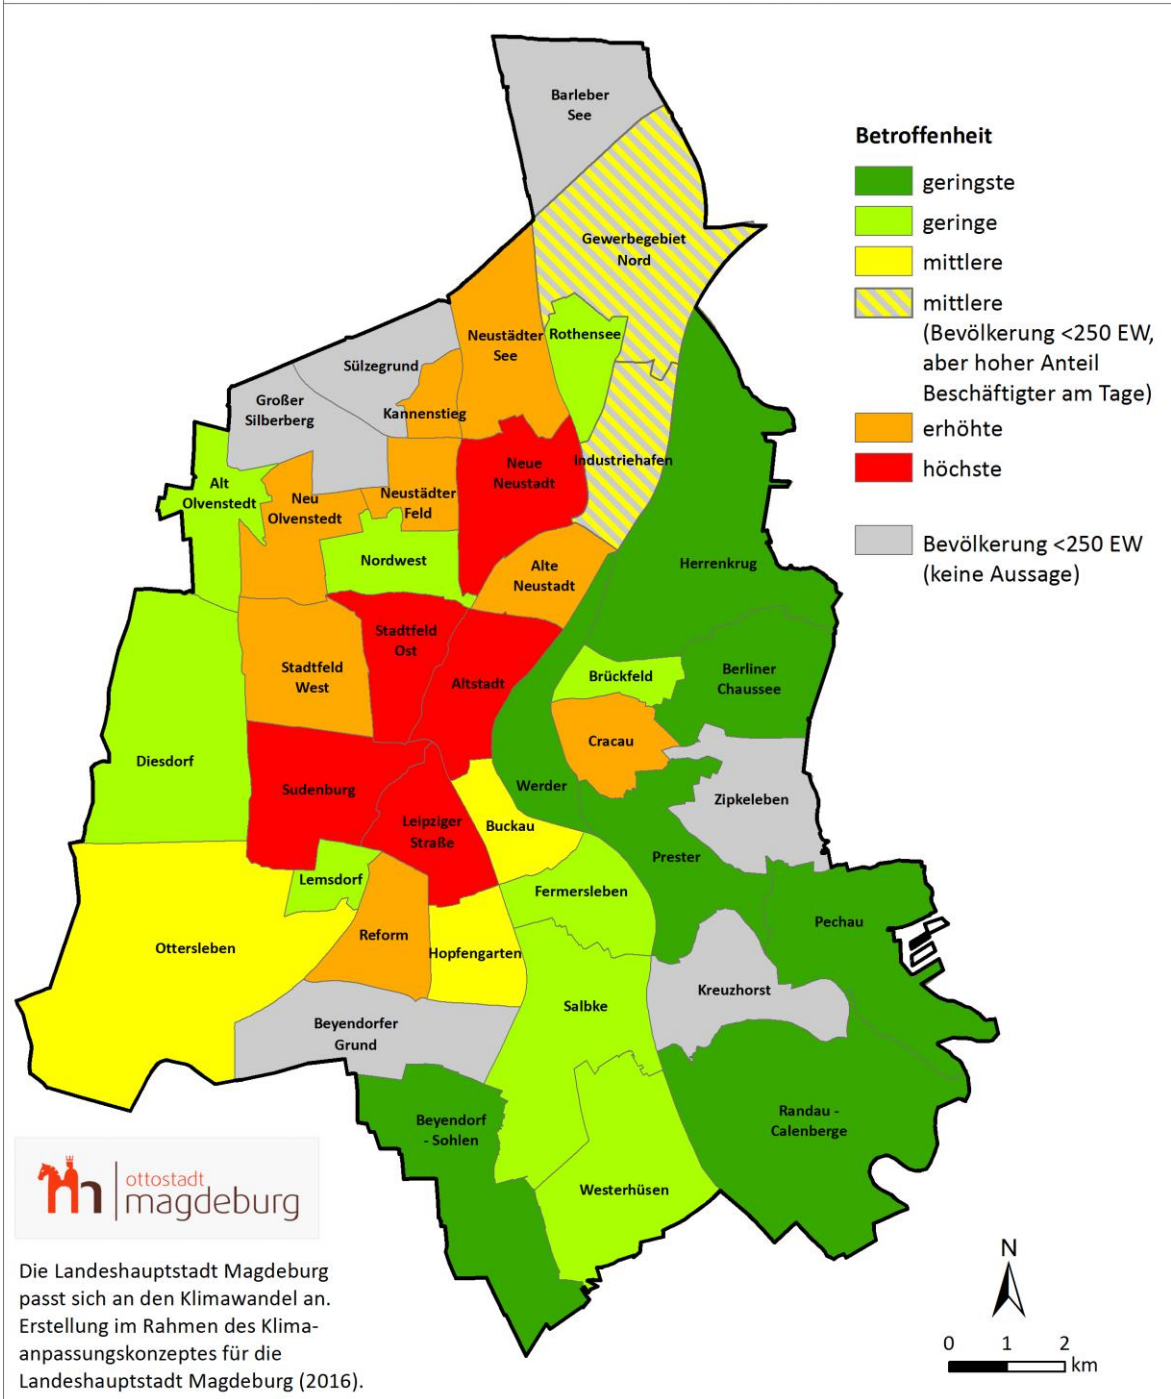 Barleber
See
Betroffenheit
geringste
geringe
mittlere
mittlere
(Bevölkerung <250 EW,
aber hoher Anteil
Beschäftigter am Tage)
erhöhte
höchste
Bevölkerung <250 EW
(keine Aussage)
Gewerbegebiet
Nord
Neustädter
See
Rothensee
Sülzegrund
Großer
Silberberg
Kannenstieg
Neue
Neustadt
Industriehafen
Alt
Olvenstedt
Neu
Olvenstedt
Neustädter
Feld
Nordwest
Alte
Neustadt
Herrenkrug
Stadtfeld
Ost
Stadtfeld
West
Altstadt
Brückfeld
Berliner
Chaussee
Cracau
Diesdorf
Sudenburg
Werder
Zipkeleben
Leipziger
Straße
Buckau
Prester
Lemsdorf
Fermersleben
Pechau
Ottersleben
Reform
Hopfengarten
Kreuzhorst
Salbke
Beyendorfer
Grund
Beyendorf
- Sohlen
Randau -
Calenberge
Westerhüsen
ottostadt
magdeburg
Die Landeshauptstadt Magdeburg
passt sich an den Klimawandel an.
Erstellung im Rahmen des Klima-
anpassungskonzeptes für die
Landeshauptstadt Magdeburg (2016).
N
0 1 2
km